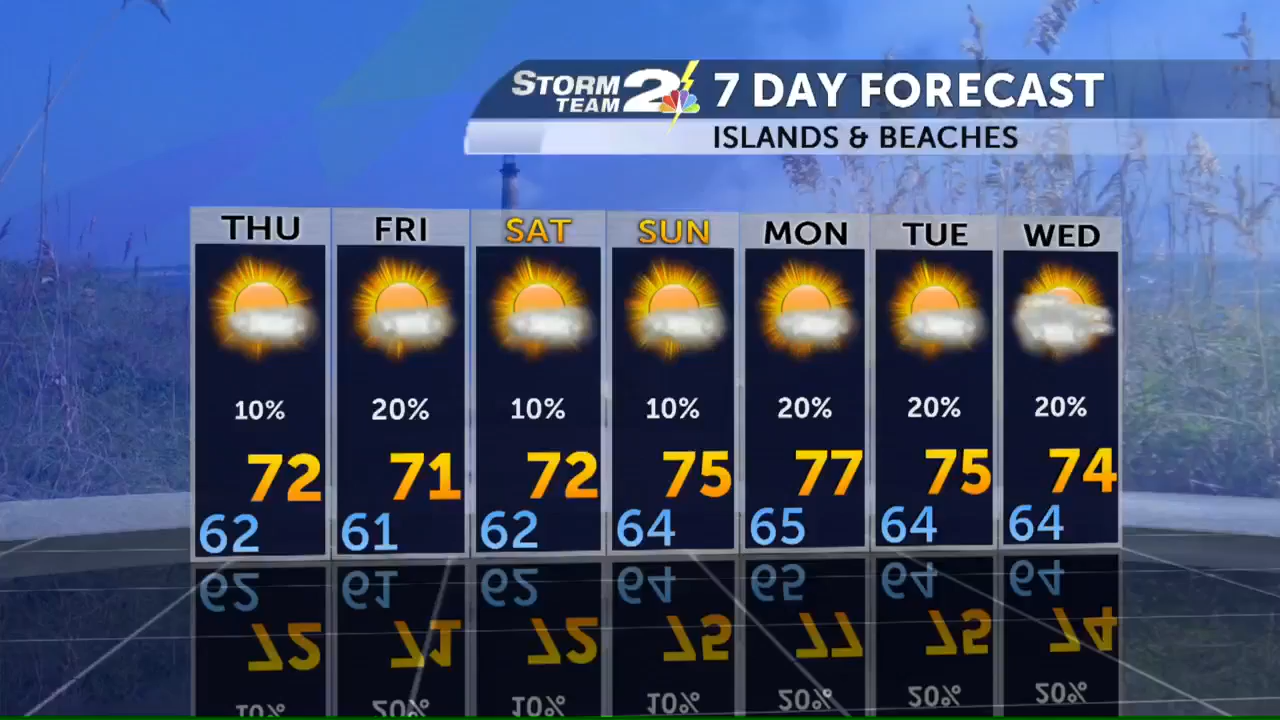 STORM TEAM 2 7 DAY FORECAST
ISLANDS & BEACHES
THU FRI SAT SUN MON TUE WED
10% 20% 10% 10% 20% 20% 20%
72 71 72 75 77 75 74
62 61 62 64 65 64 64